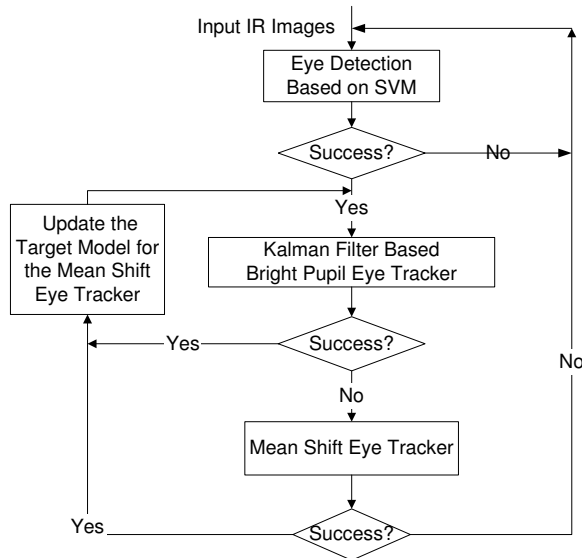 Input IR Images
Eye Detection
Based on SVM
Success?
No
Yes
Update the
Target Model for
the Mean Shift
Eye Tracker
Kalman Filter Based
Bright Pupil Eye Tracker
Success?
Yes
No
No
Mean Shift Eye Tracker
Success?
Yes